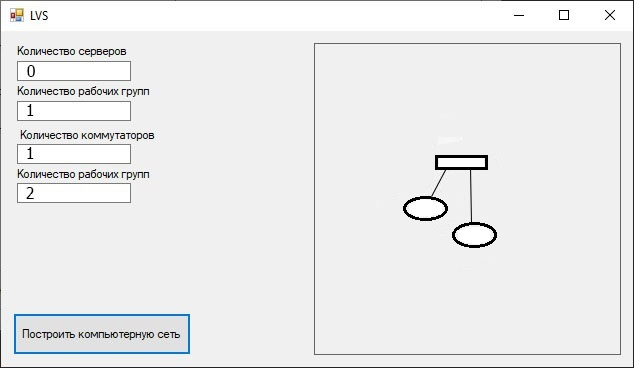 LVS
Количество серверов
0
Количество рабочих групп
1
Количество коммутаторов
1
Количество рабочих групп
2
Построить компьютерную сеть